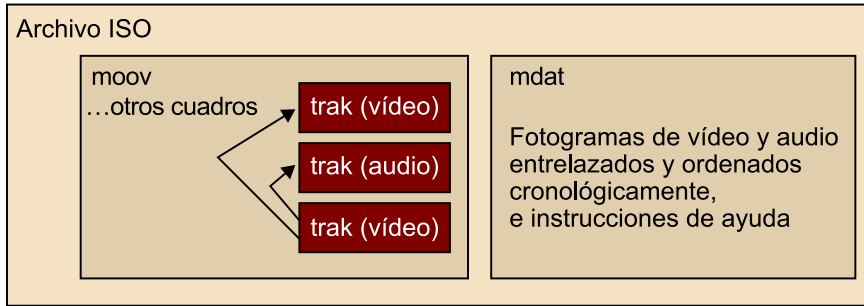 Archivo ISO
moov
…otros cuadros
trak (vídeo)
trak (audio)
trak (vídeo)
mdat
Fotogramas de vídeo y audio
entrelazados y ordenados
cronológicamente,
e instrucciones de ayuda